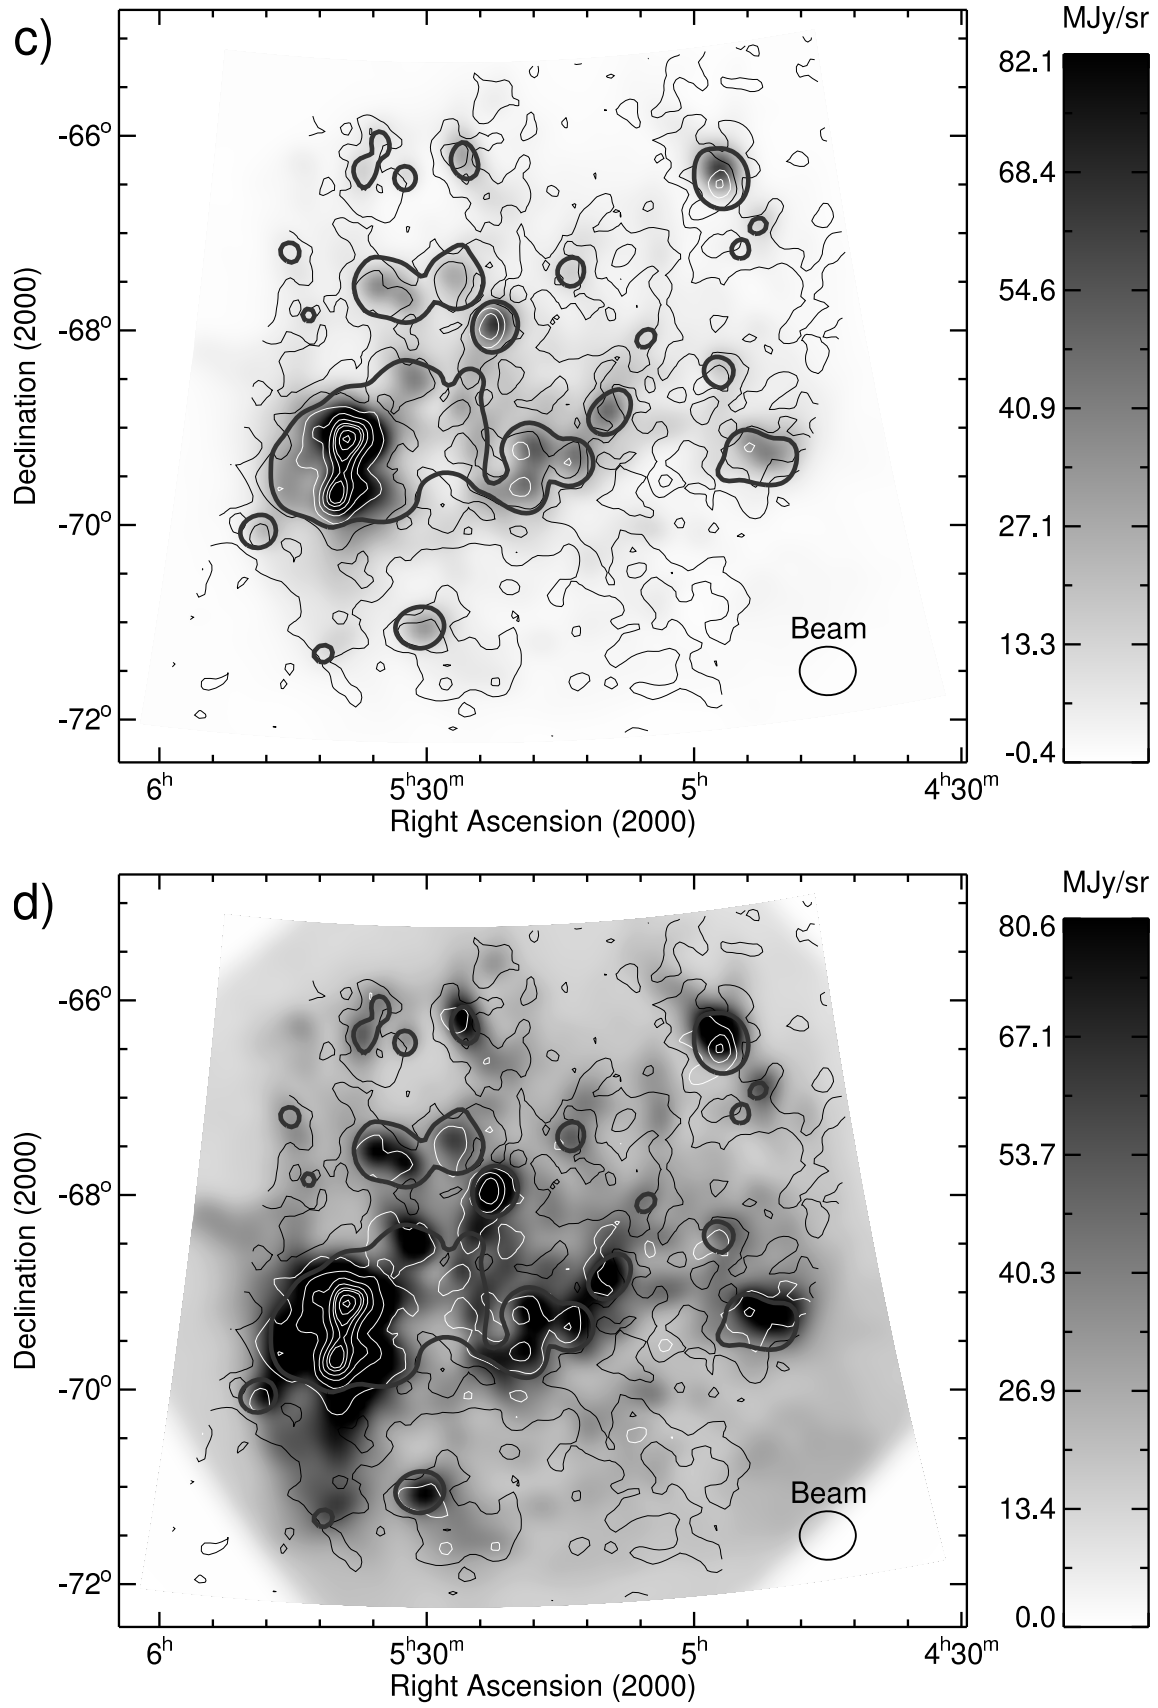 c)
MJy/sr
82.1
68.4
54.6
40.9
27.1
13.3
-0.4
-66°
-68°
-70°
-72°
Declination (2000)
Beam
6ʰ
5ʰ30ᵐ
5ʰ
4ʰ30ᵐ
Right Ascension (2000)
d)
MJy/sr
80.6
67.1
53.7
40.3
26.9
13.4
0.0
-66°
-68°
-70°
-72°
Declination (2000)
Beam
6ʰ
5ʰ30ᵐ
5ʰ
4ʰ30ᵐ
Right Ascension (2000)